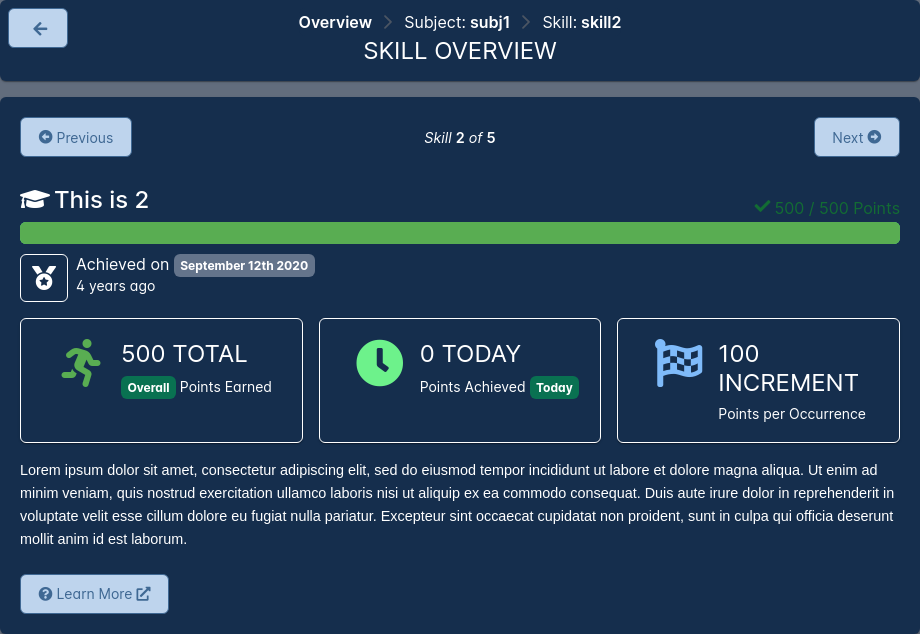 Overview Subject: subj1 Skill: skill2
SKILL OVERVIEW
Previous
Skill 2 of 5
Next
This is 2
500 / 500 Points
Achieved on September 12th 2020
4 years ago
500 TOTAL
Overall Points Earned
0 TODAY
Points Achieved Today
100
INCREMENT
Points per Occurrence
Lorem ipsum dolor sit amet, consectetur adipiscing elit, sed do eiusmod tempor incididunt ut labore et dolore magna aliqua. Ut enim ad
minim veniam, quis nostrud exercitation ullamco laboris nisi ut aliquip ex ea commodo consequat. Duis aute irure dolor in reprehenderit in
voluptate velit esse cillum dolore eu fugiat nulla pariatur. Excepteur sint occaecat cupidatat non proident, sunt in culpa qui officia deserunt
mollit anim id est laborum.
Learn More